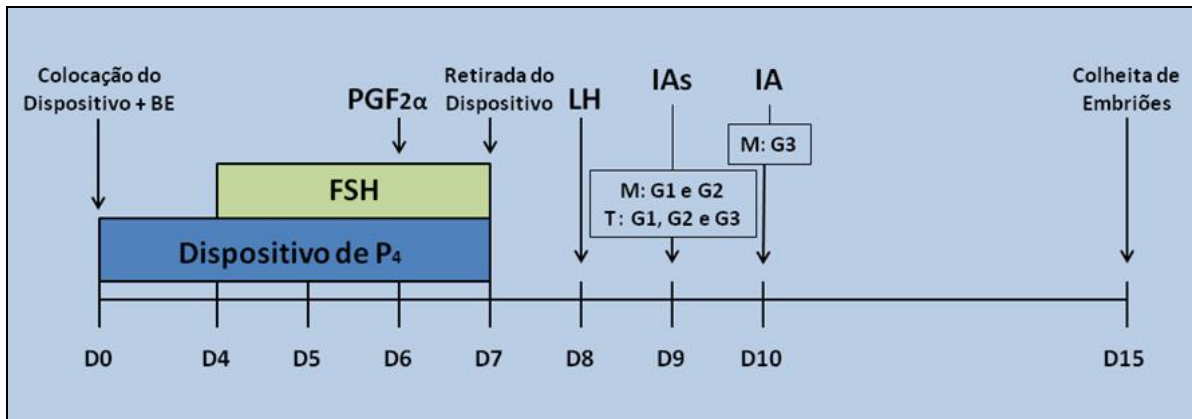 Colocação do
Dispositivo + BE
PGF2α
Retirada do
Dispositivo
LH
IAs
IA
Colheita de
Embriões
M: G3
M: G1 e G2
T: G1, G2 e G3
FSH
Dispositivo de P4
D0
D4
D5
D6
D7
D8
D9
D10
D15